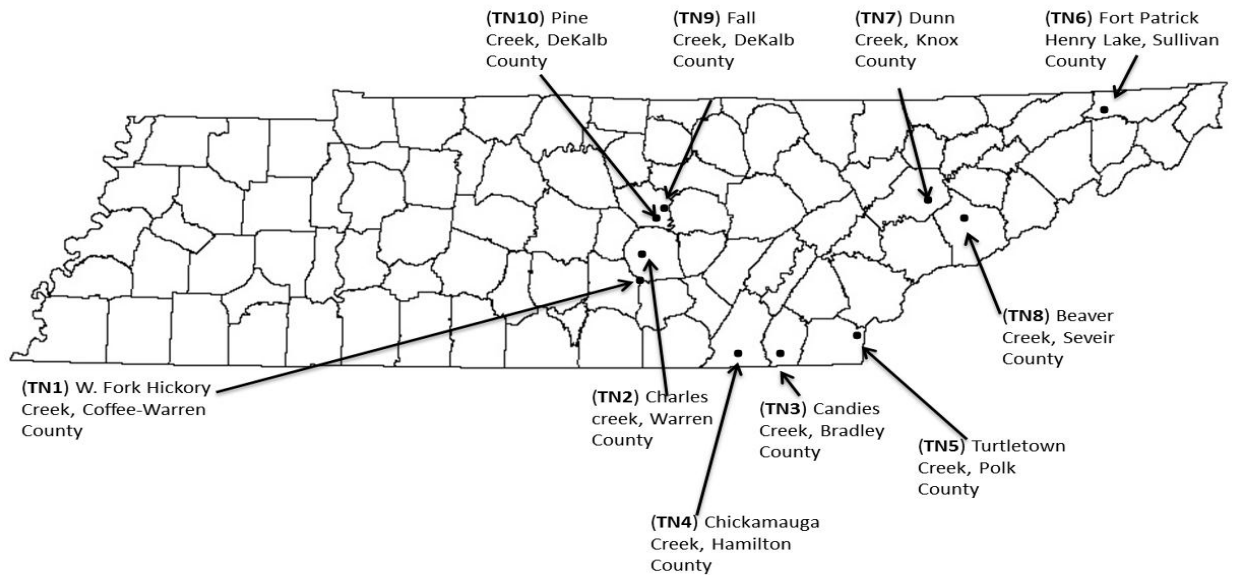 (TN10) Pine
Creek, DeKalb
County
(TN9) Fall
Creek, DeKalb
County
(TN7) Dunn
Creek, Knox
County
(TN6) Fort Patrick
Henry Lake, Sullivan
County
(TN8) Beaver
Creek, Seveir
County
(TN1) W. Fork Hickory
Creek, Coffee-Warren
County
(TN2) Charles
creek, Warren
County
(TN3) Candies
Creek, Bradley
County
(TN5) Turtletown
Creek, Polk
County
(TN4) Chickamauga
Creek, Hamilton
County